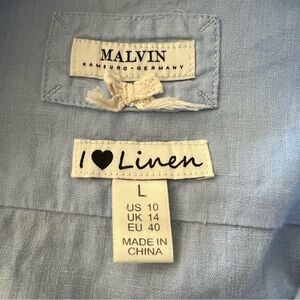 MALVIN
HAMBURG-GERMANY
I ♥ Linen
L
US 10
UK 14
EU 40
MADE IN
CHINA